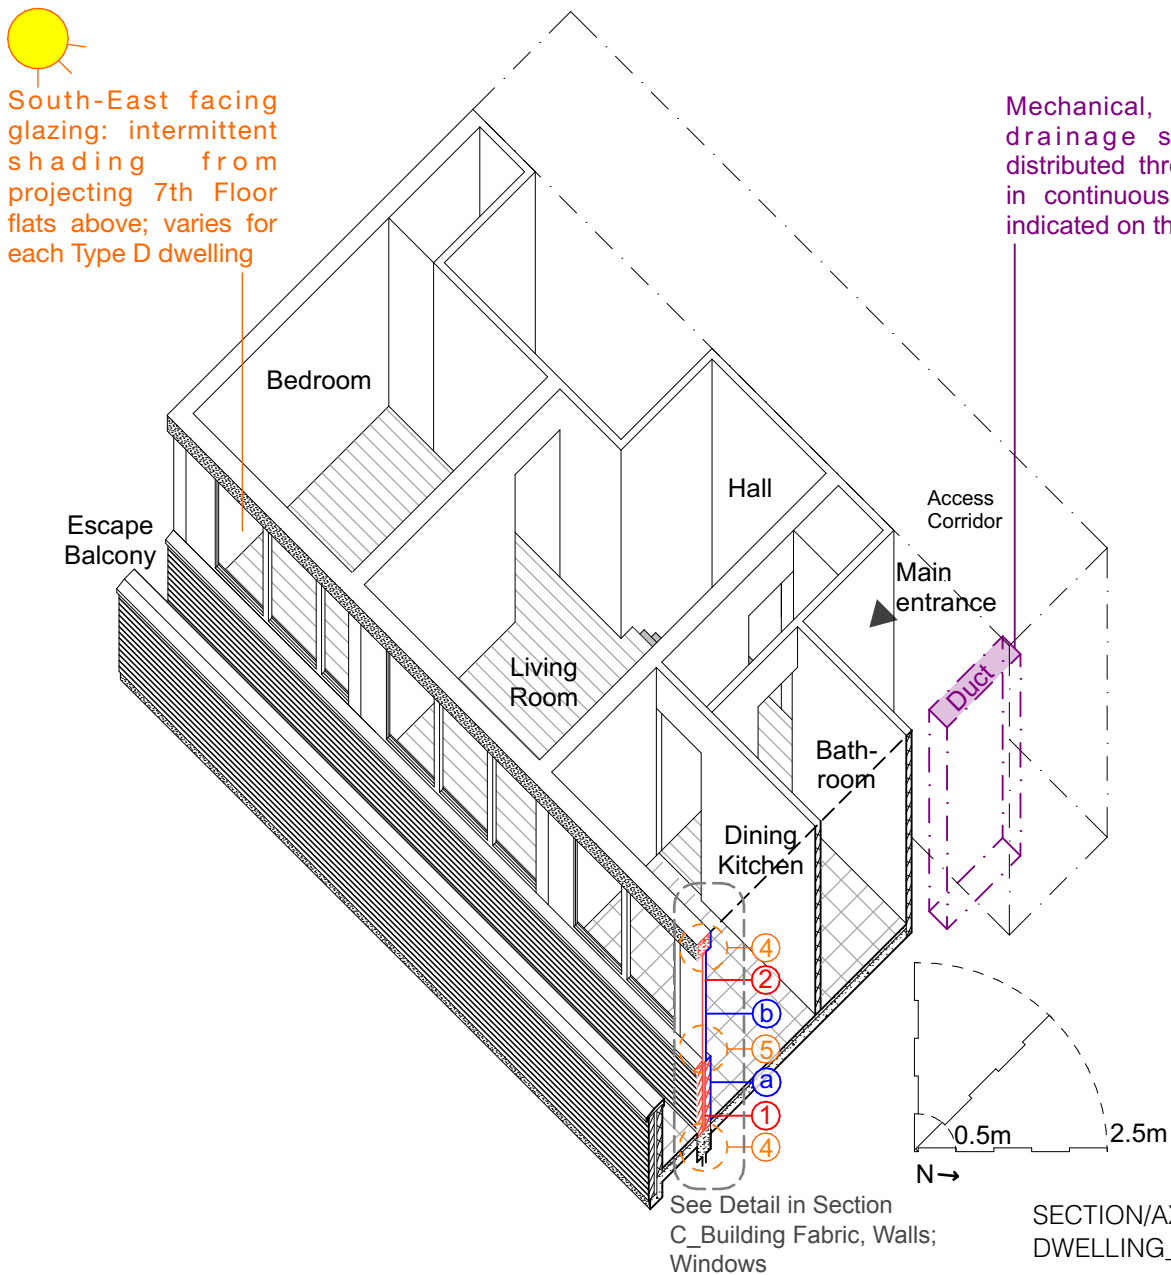 South-East facing
glazing: intermittent
shading from
projecting 7th Floor
flats above; varies for
each Type D dwelling
Mechanical,
drainage
distributed
in continuous
indicated on
Bedroom
Hall
Access
Corridor
Escape
Balcony
Main
entrance
Living
Room
Duct
Bath-
room
Dining
Kitchen
4
2
b
5
a
1
4
0.5m
2.5m
N→
See Detail in Section
C_Building Fabric, Walls;
Windows
SECTION/AX
DWELLING_